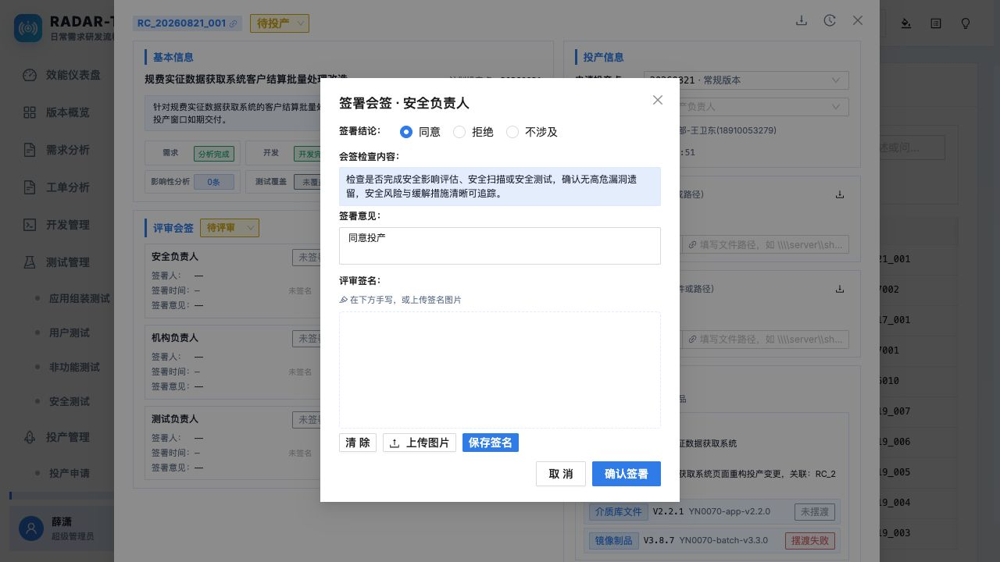 RADAR-T
日常需求研发流
效能仪表盘
版本概览
需求分析
工单分析
开发管理
测试管理
应用组装测试
用户测试
非功能测试
安全测试
投产管理
投产申请
薛潇
超级管理员
RC_20260821_001
待投产
基本信息
规费实征数据获取系统客户结算批量处理改造
针对规费实征数据获取系统的客户结算批量
投产窗口如期交付。
需求 分析完成 开发 开发完
影响性分析 0条 测试覆盖 未覆
评审会签 待评审
安全负责人 未签
签署人： —
签署时间： — 未签名
签署意见： —
机构负责人 未签
签署人： —
签署时间： — 未签名
签署意见： —
测试负责人 未签
签署人： —
签署时间： — 未签名
签署意见： —
签署会签 · 安全负责人
签署结论： 同意 拒绝 不涉及
会签检查内容：
检查是否完成安全影响评估、安全扫描或安全测试，确认无高危漏洞遗
留，安全风险与缓解措施清晰可追踪。
签署意见：
同意投产
评审签名：
在下方手写，或上传签名图片
清 除 上传图片 保存签名
取 消 确认签署
投产信息
20260821 · 常规版本
产负责人
部-王卫东(18910053279)
:51
或路径)
填写文件路径，如 \\\\server\\sh...
件或路径)
填写文件路径，如 \\\\server\\sh...
品
征数据获取系统
获取系统页面重构投产变更，关联：RC_2
介质库文件 V2.2.1 YN0070-app-v2.2.0 未摆渡
镜像制品 V3.8.7 YN0070-batch-v3.3.0 摆渡失败
述或问...
21_001
7002
17_001
7001
6010
19_007
19_006
19_005
19_004
19_003